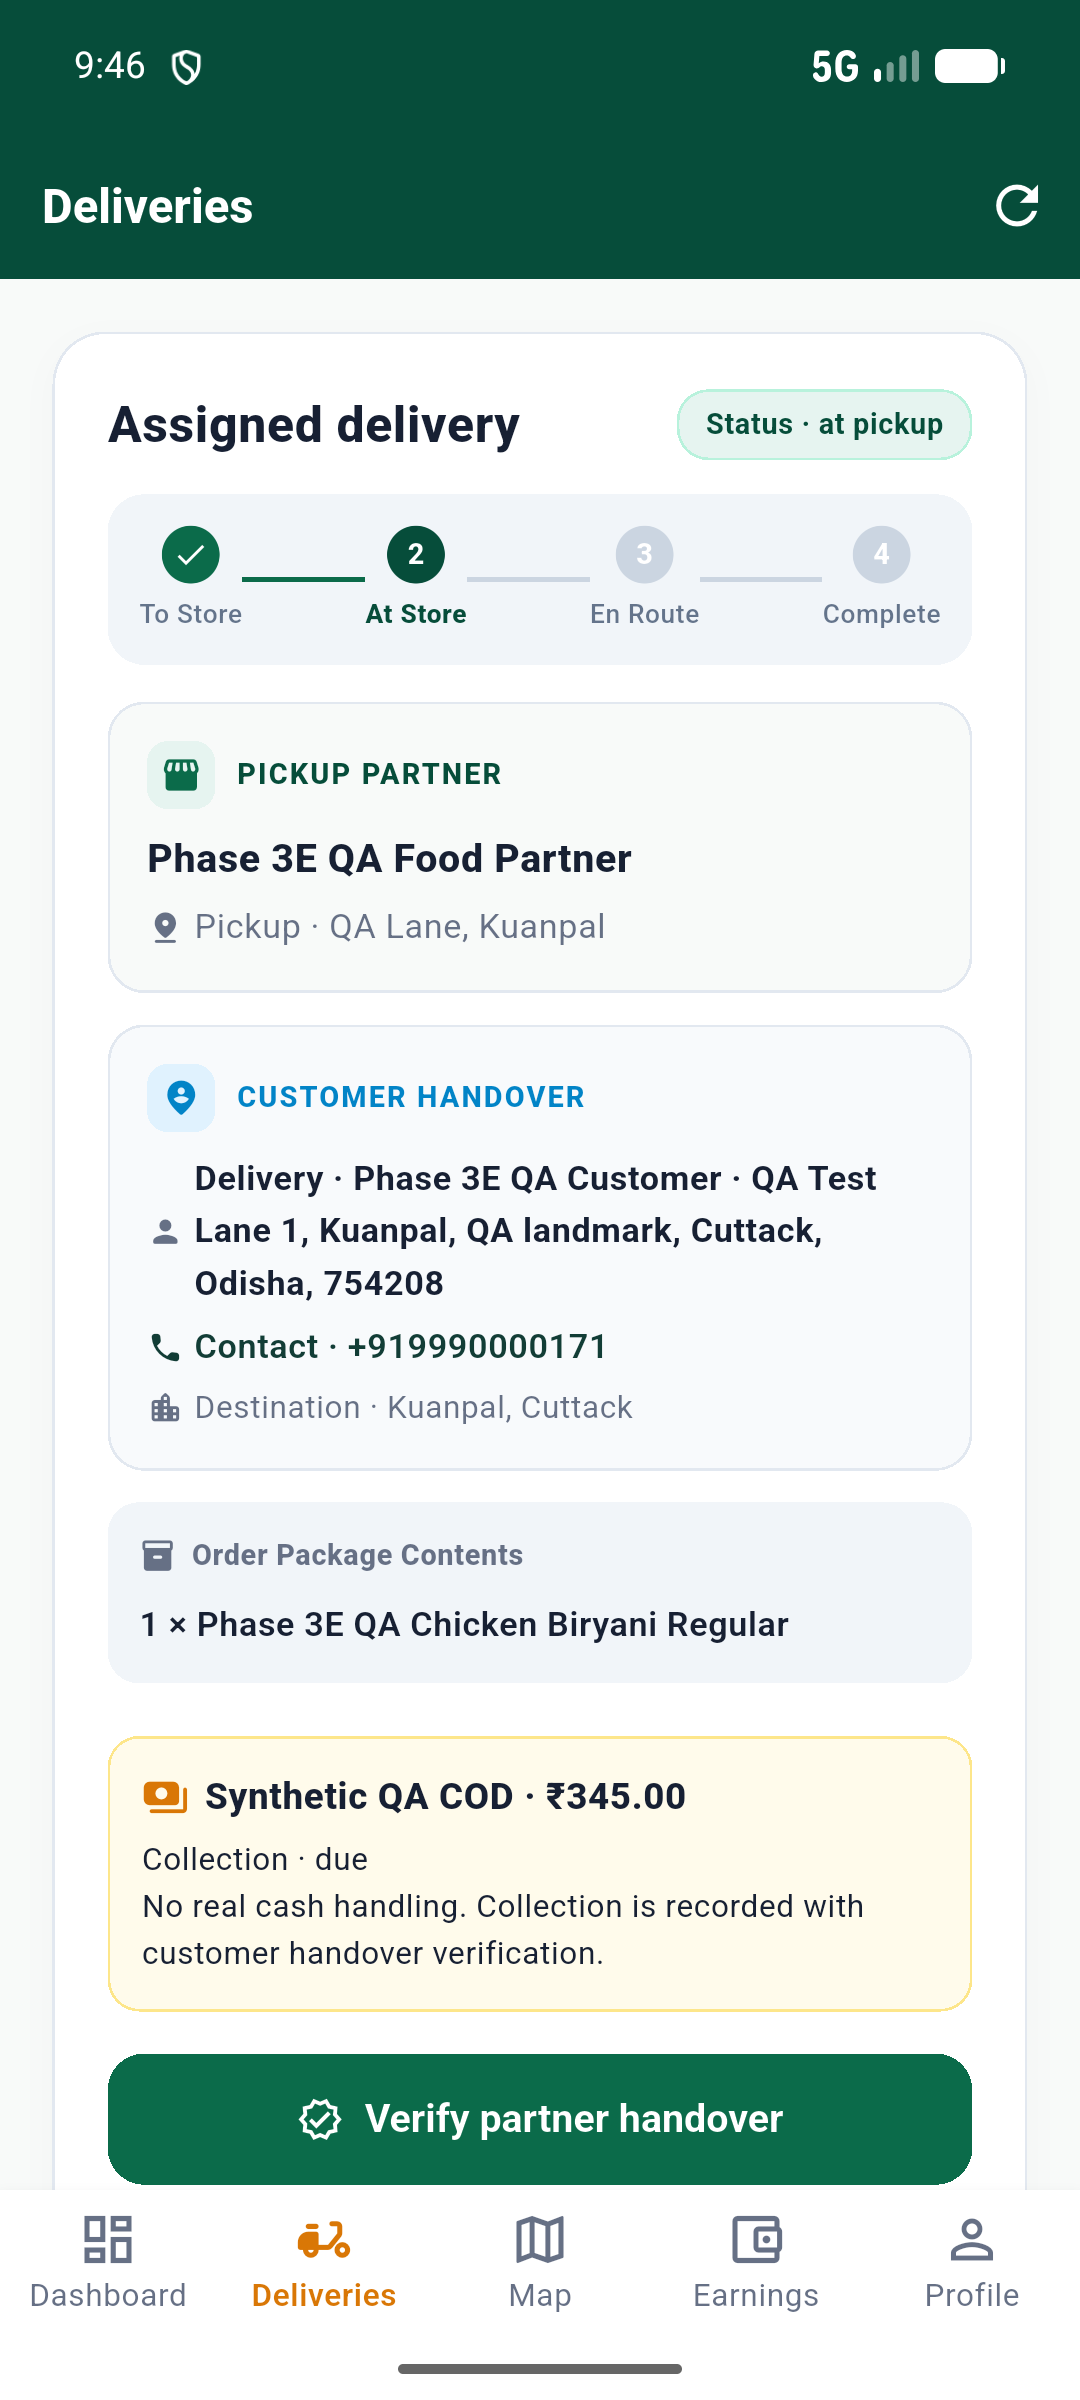 9:46
5G
Deliveries
Assigned delivery
Status · at pickup
2
3
4
To Store
At Store
En Route
Complete
PICKUP PARTNER
Phase 3E QA Food Partner
Pickup · QA Lane, Kuanpal
CUSTOMER HANDOVER
Delivery · Phase 3E QA Customer · QA Test
Lane 1, Kuanpal, QA landmark, Cuttack,
Odisha, 754208
Contact · +919990000171
Destination · Kuanpal, Cuttack
Order Package Contents
1 × Phase 3E QA Chicken Biryani Regular
Synthetic QA COD · ₹345.00
Collection · due
No real cash handling. Collection is recorded with
customer handover verification.
Verify partner handover
Dashboard
Deliveries
Map
Earnings
Profile